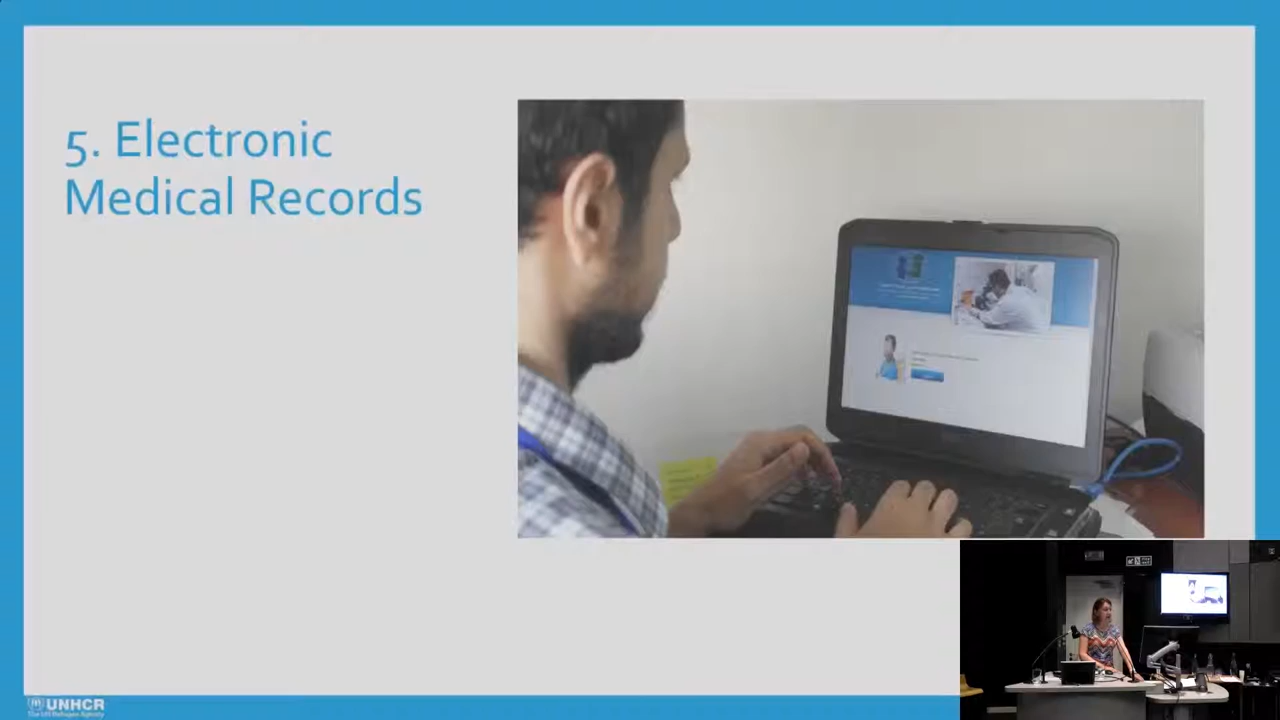 5. Electronic
Medical Records
UNHCR
The UN Refugee Agency